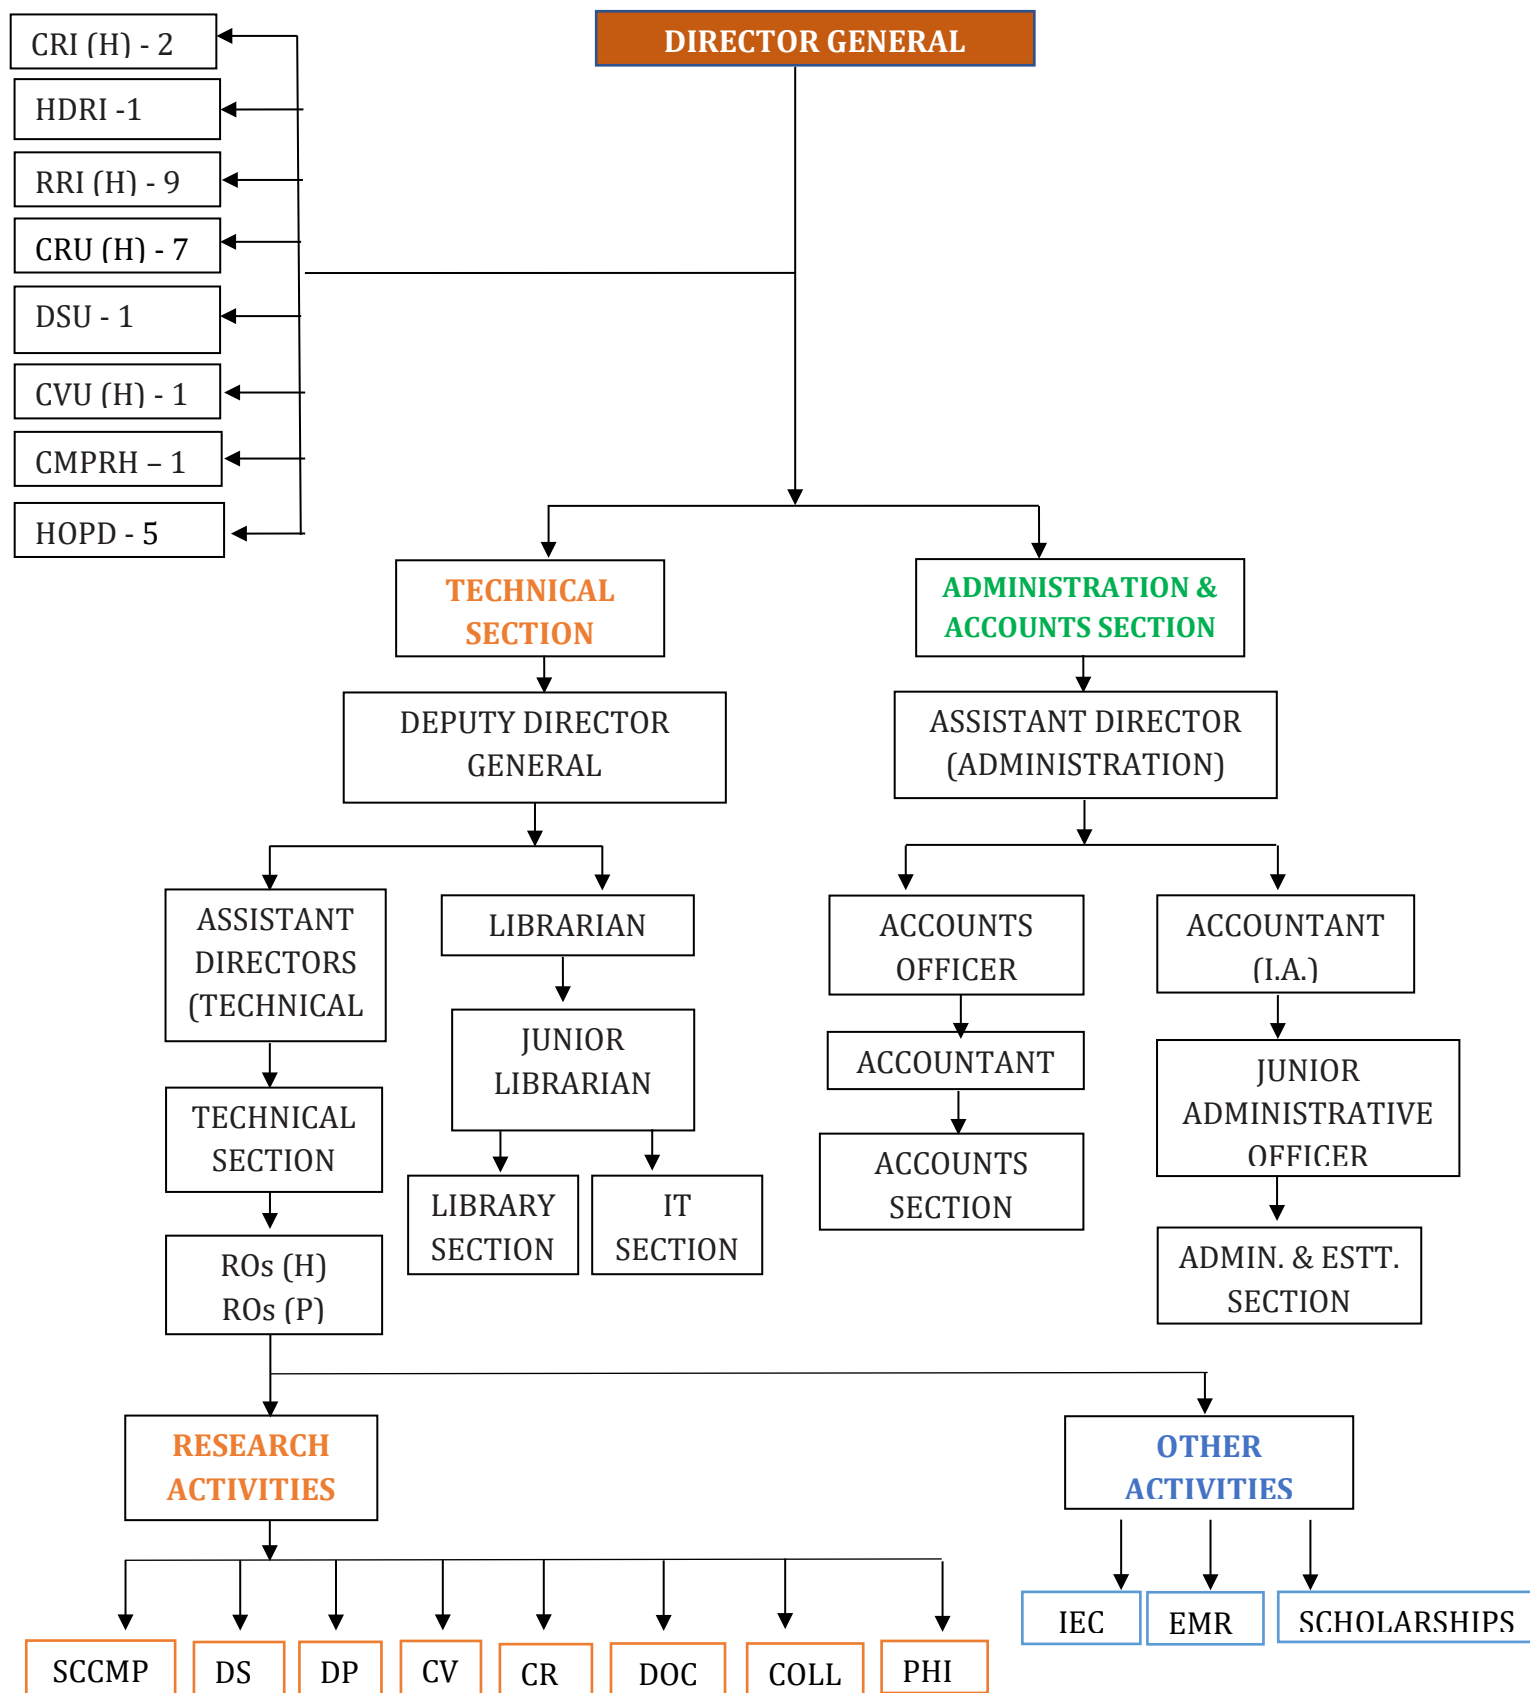 DIRECTOR GENERAL
CRI (H) - 2
HDRI -1
RRI (H) - 9
CRU (H) - 7
DSU - 1
CVU (H) - 1
CMPRH – 1
HOPD - 5
TECHNICAL
SECTION
ADMINISTRATION &
ACCOUNTS SECTION
DEPUTY DIRECTOR
GENERAL
ASSISTANT DIRECTOR
(ADMINISTRATION)
ASSISTANT
DIRECTORS
(TECHNICAL
LIBRARIAN
ACCOUNTS
OFFICER
ACCOUNTANT
(I.A.)
TECHNICAL
SECTION
JUNIOR
LIBRARIAN
ACCOUNTANT
JUNIOR
ADMINISTRATIVE
OFFICER
ROs (H)
ROs (P)
LIBRARY
SECTION
IT
SECTION
ACCOUNTS
SECTION
ADMIN. & ESTT.
SECTION
RESEARCH
ACTIVITIES
OTHER
ACTIVITIES
SCCMP
DS
DP
CV
CR
DOC
COLL
PHI
IEC
EMR
SCHOLARSHIPS